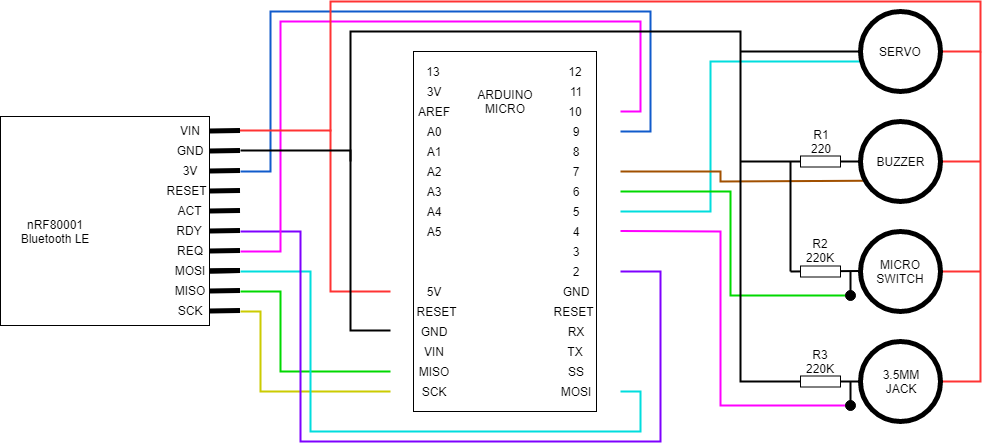 nRF80001
Bluetooth LE
VIN
GND
3V
RESET
ACT
RDY
REQ
MOSI
MISO
SCK
ARDUINO
MICRO
13
3V
AREF
A0
A1
A2
A3
A4
A5
5V
RESET
GND
VIN
MISO
SCK
12
11
10
9
8
7
6
5
4
3
2
GND
RESET
RX
TX
SS
MOSI
SERVO
R1
220
BUZZER
R2
220K
MICRO
SWITCH
R3
220K
3.5MM
JACK